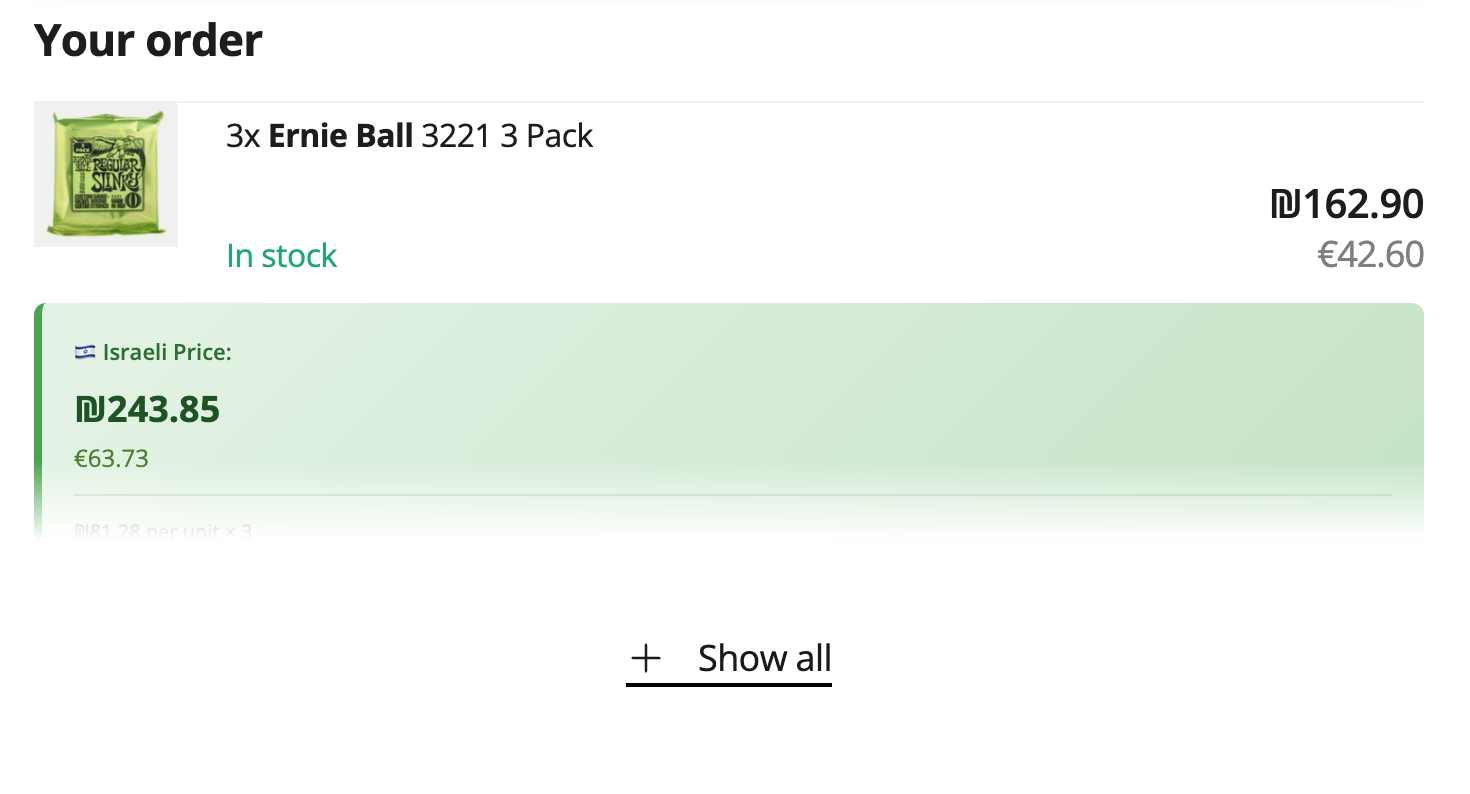 Your order
3x Ernie Ball 3221 3 Pack
REGULAR
SLINKY
₪162.90
In stock
€42.60
🇮🇱 Israeli Price:
₪243.85
€63.73
₪81.28 per unit × 3
+ Show all